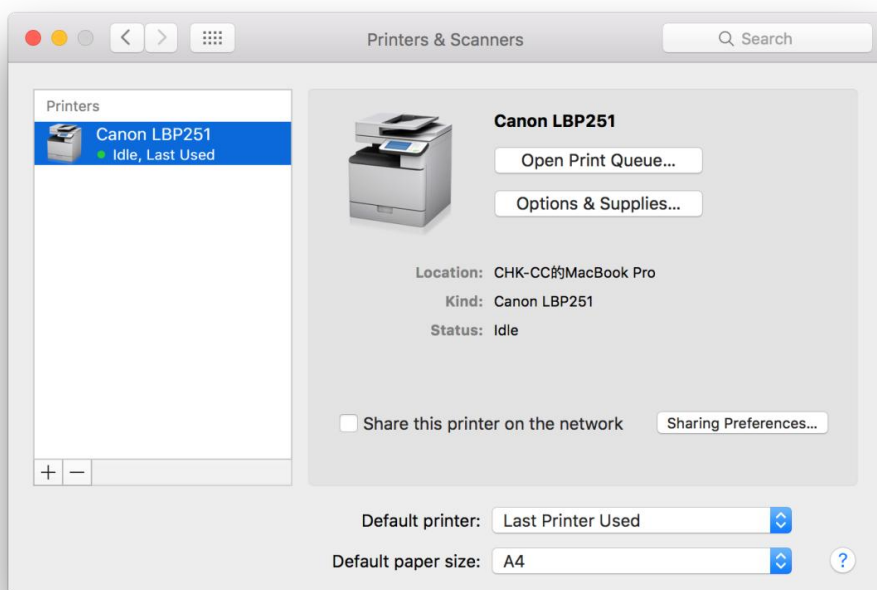 Printers & Scanners
Search
Printers
Canon LBP251
Idle, Last Used
Canon LBP251
Open Print Queue...
Options & Supplies...
Location: CHK-CC的MacBook Pro
Kind: Canon LBP251
Status: Idle
Share this printer on the network
Sharing Preferences...
Default printer: Last Printer Used
Default paper size: A4
?